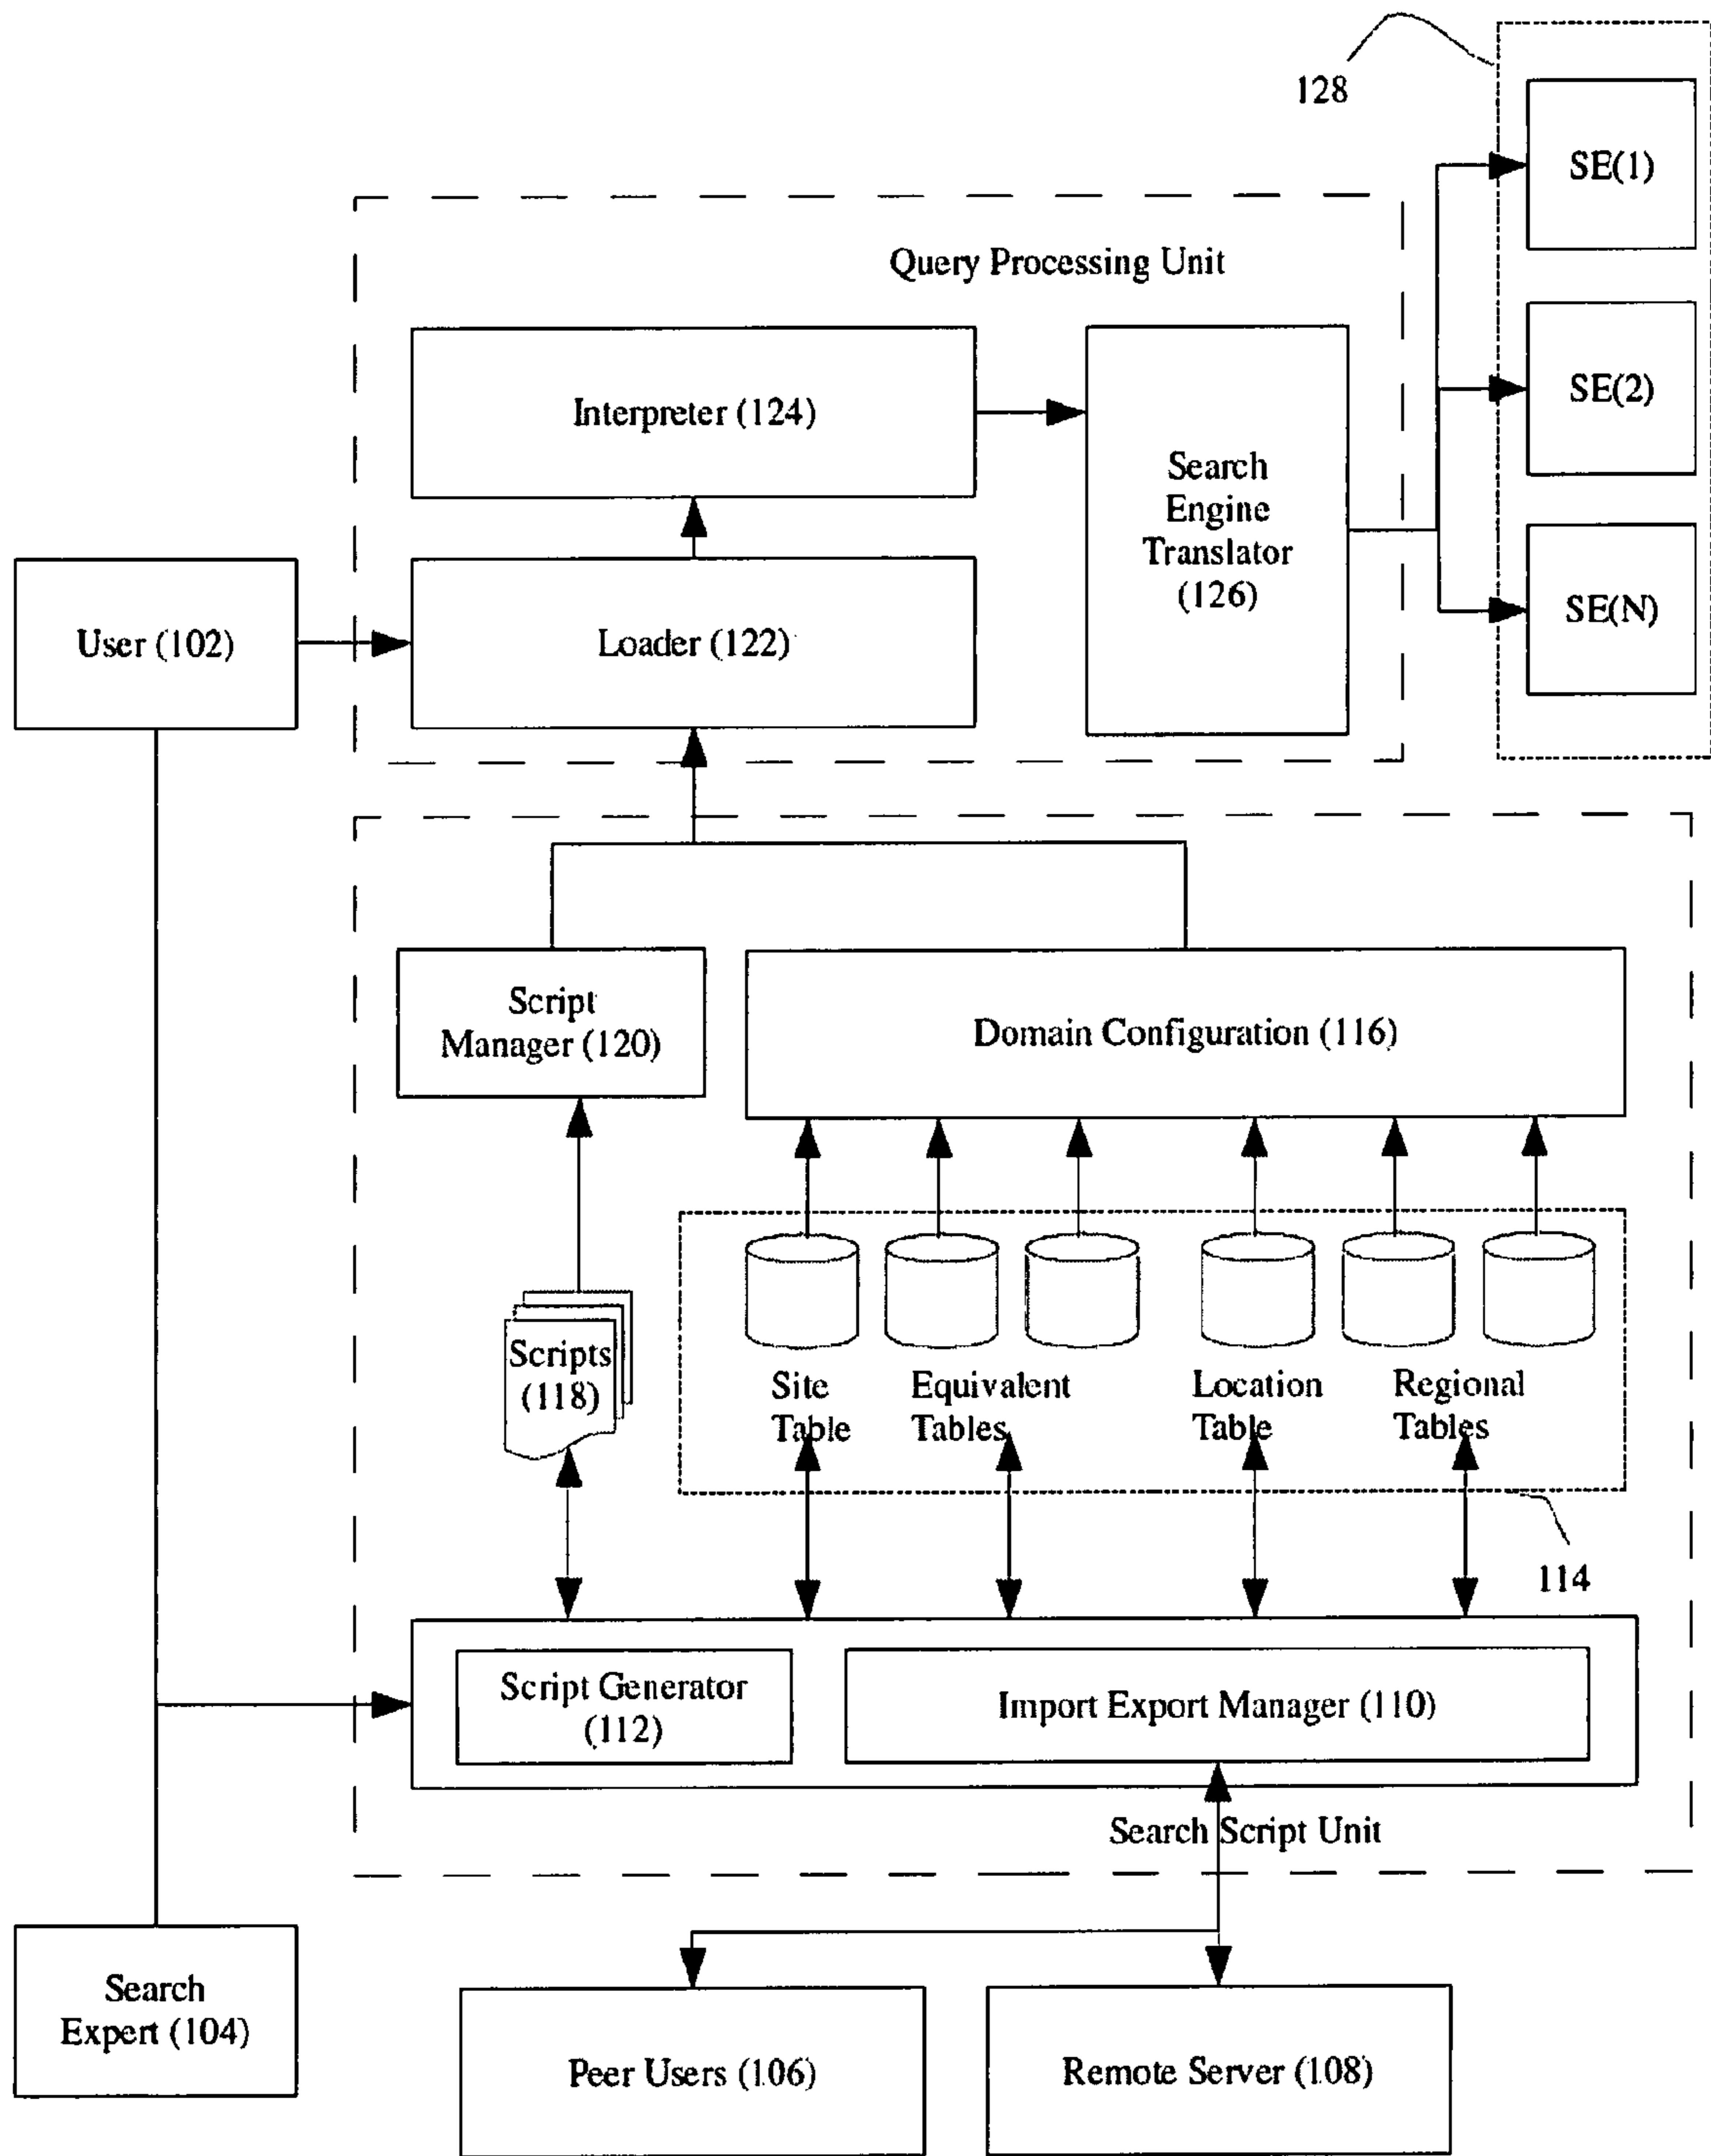 128
SE(1)
Query Processing Unit
Interpreter (124)
SE(2)
Search
Engine
Translator
(126)
SE(N)
User (102)
Loader (122)
Script
Manager (120)
Domain Configuration (116)
Scripts
(118)
Site
Table
Equivalent
Tables
Location
Table
Regional
Tables
114
Script Generator
(112)
Import Export Manager (110)
Search Script Unit
Search
Expert (104)
Peer Users (106)
Remote Server (108)